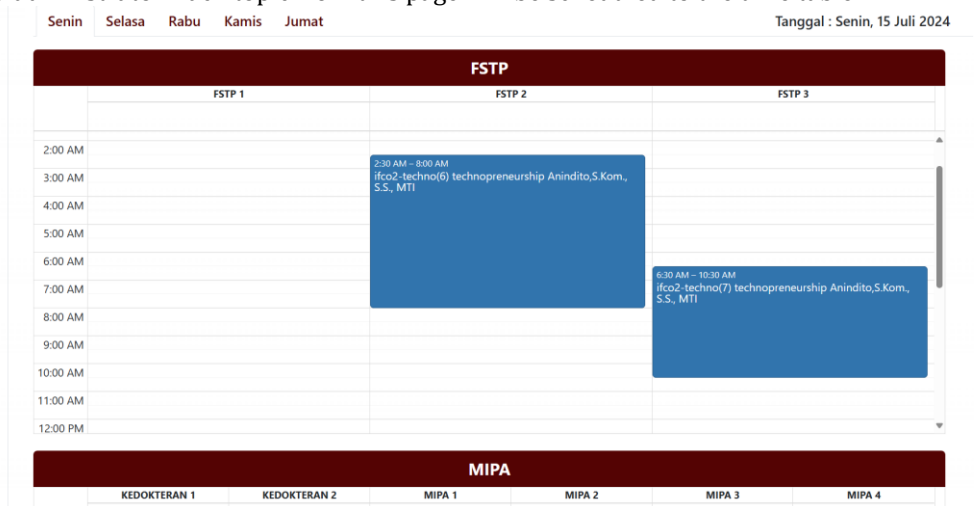 Senin Selasa Rabu Kamis Jumat
Tanggal : Senin, 15 Juli 2024
FSTP
FSTP 1 FSTP 2 FSTP 3
2:00 AM
2:30 AM – 8:00 AM
ifco2-techno(6) technopreneurship Anindito,S.Kom.,
S.S., MTI
3:00 AM
4:00 AM
5:00 AM
6:00 AM
6:30 AM – 10:30 AM
ifco2-techno(7) technopreneurship Anindito,S.Kom.,
S.S., MTI
7:00 AM
8:00 AM
9:00 AM
10:00 AM
11:00 AM
12:00 PM
MIPA
KEDOKTERAN 1 KEDOKTERAN 2 MIPA 1 MIPA 2 MIPA 3 MIPA 4